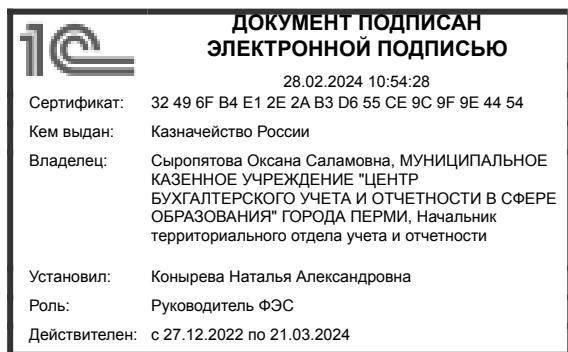 1С
ДОКУМЕНТ ПОДПИСАН
ЭЛЕКТРОННОЙ ПОДПИСЬЮ
28.02.2024 10:54:28
Сертификат: 32 49 6F B4 E1 2E 2A B3 D6 55 CE 9C 9F 9E 44 54
Кем выдан: Казначейство России
Владелец: Сыропятова Оксана Саламовна, МУНИЦИПАЛЬНОЕ
КАЗЕННОЕ УЧРЕЖДЕНИЕ "ЦЕНТР
БУХГАЛТЕРСКОГО УЧЕТА И ОТЧЕТНОСТИ В СФЕРЕ
ОБРАЗОВАНИЯ" ГОРОДА ПЕРМИ, Начальник
территориального отдела учета и отчетности
Установил: Конырева Наталья Александровна
Роль: Руководитель ФЭС
Действителен: с 27.12.2022 по 21.03.2024